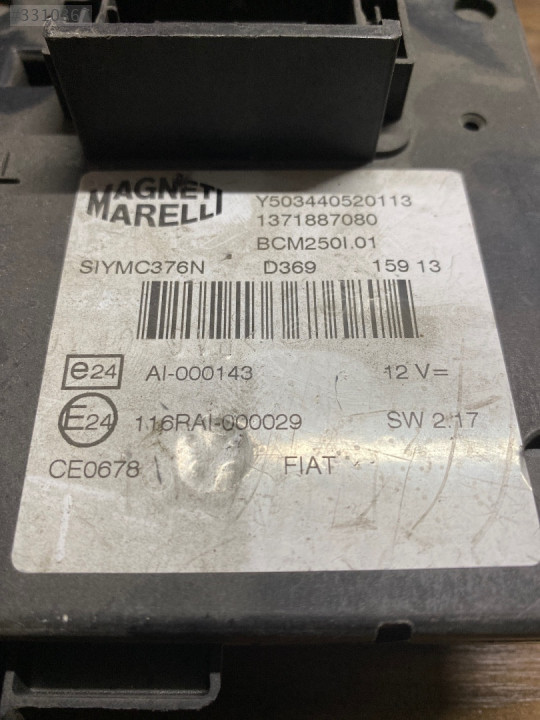 MAGNETI
MARELLI
Y503440520113
1371887080
BCM250I.01
SIYMC376N D369 159 13
e24 AI-000143 12 V=
E24 116RAI-000029 SW 2.17
CE0678 FIAT